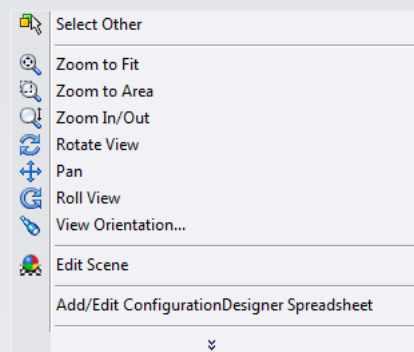 Select Other
Zoom to Fit
Zoom to Area
Zoom In/Out
Rotate View
Pan
Roll View
View Orientation...
Edit Scene
Add/Edit ConfigurationDesigner Spreadsheet